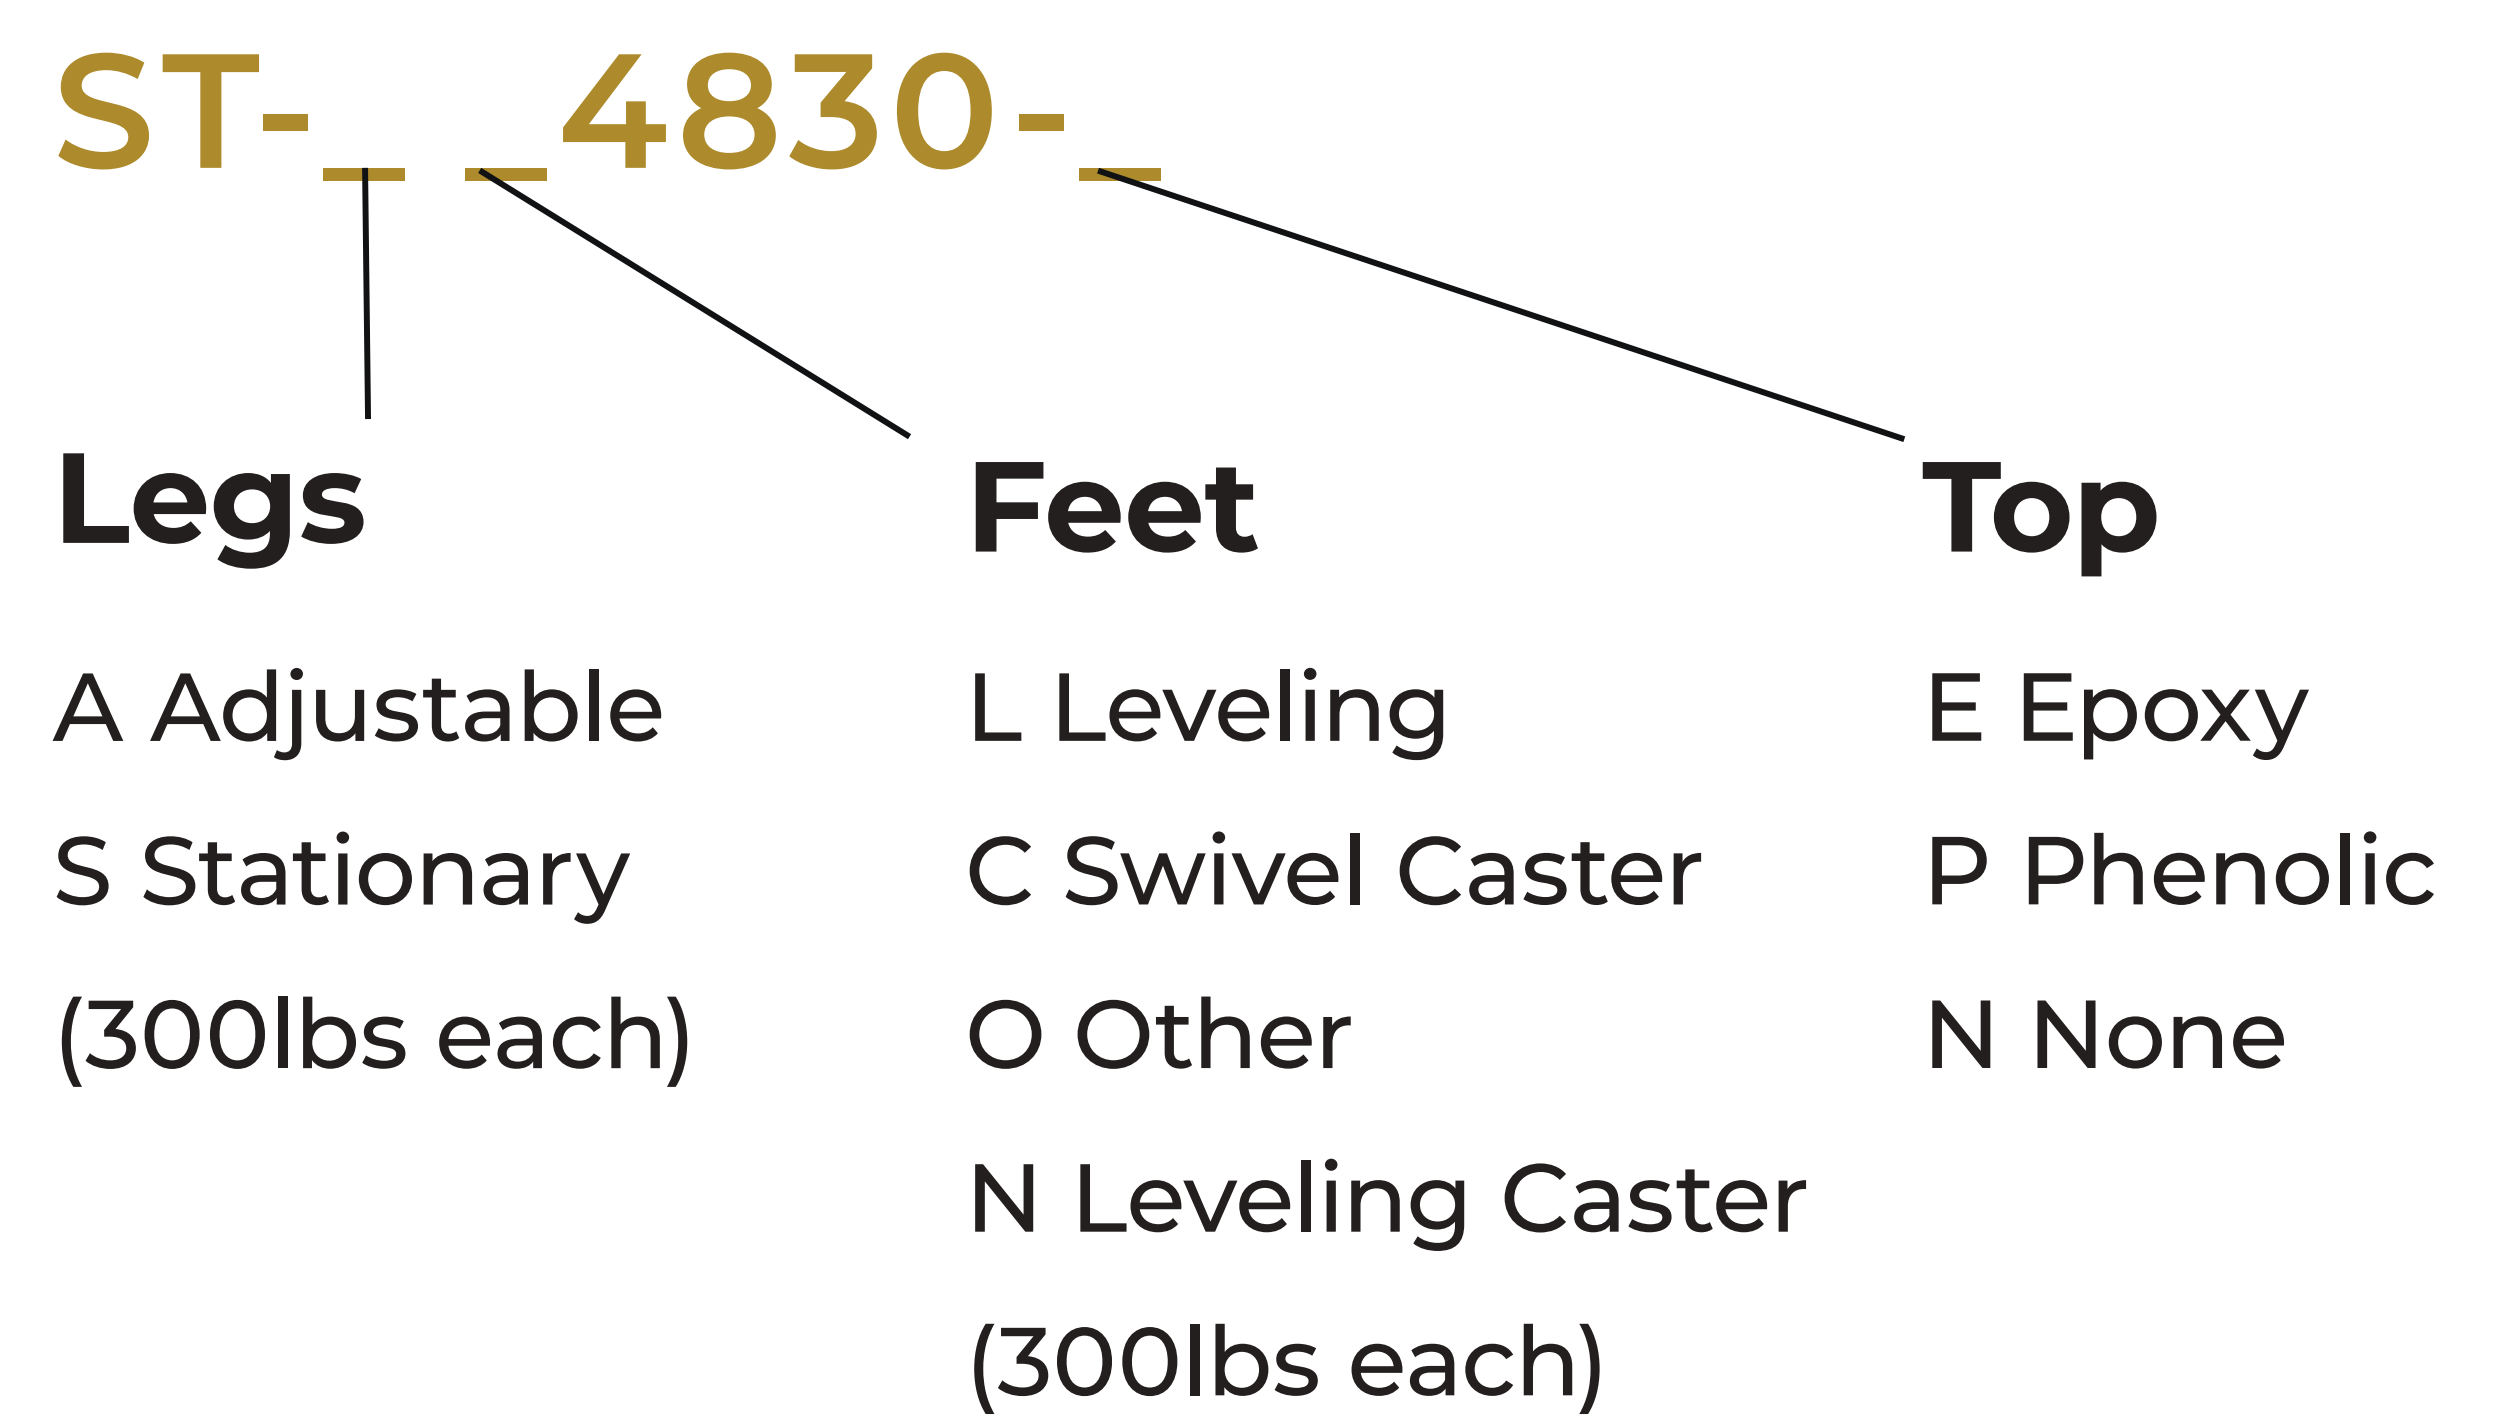 ST-_ _4830-_
Legs
A Adjustable
S Stationary
(300lbs each)
Feet
L Leveling
C Swivel Caster
O Other
N Leveling Caster
(300lbs each)
Top
E Epoxy
P Phenolic
N None